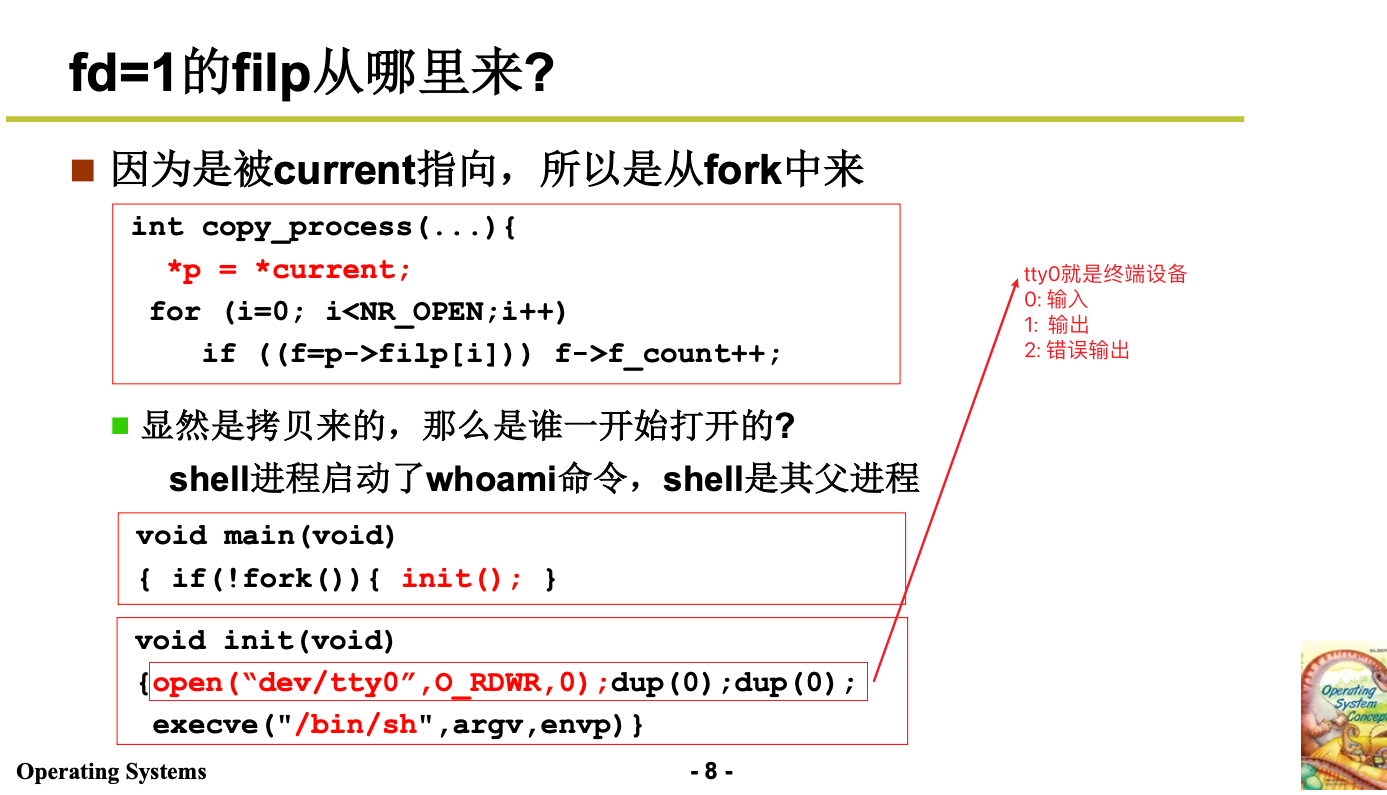 fd=1的filp从哪里来?
因为是被current指向，所以是从fork中来
int copy_process(...){
*p = *current;
for (i=0; i<NR_OPEN;i++)
if ((f=p->filp[i])) f->f_count++;
tty0就是终端设备
0: 输入
1: 输出
2: 错误输出
显然是拷贝来的，那么是谁一开始打开的?
shell进程启动了whoami命令，shell是其父进程
void main(void)
{ if(!fork()){ init(); }
void init(void)
{open(“dev/tty0”,O_RDWR,0);dup(0);dup(0);
execve("/bin/sh",argv,envp)}
Operating Systems
- 8 -
Operating
System
Concep